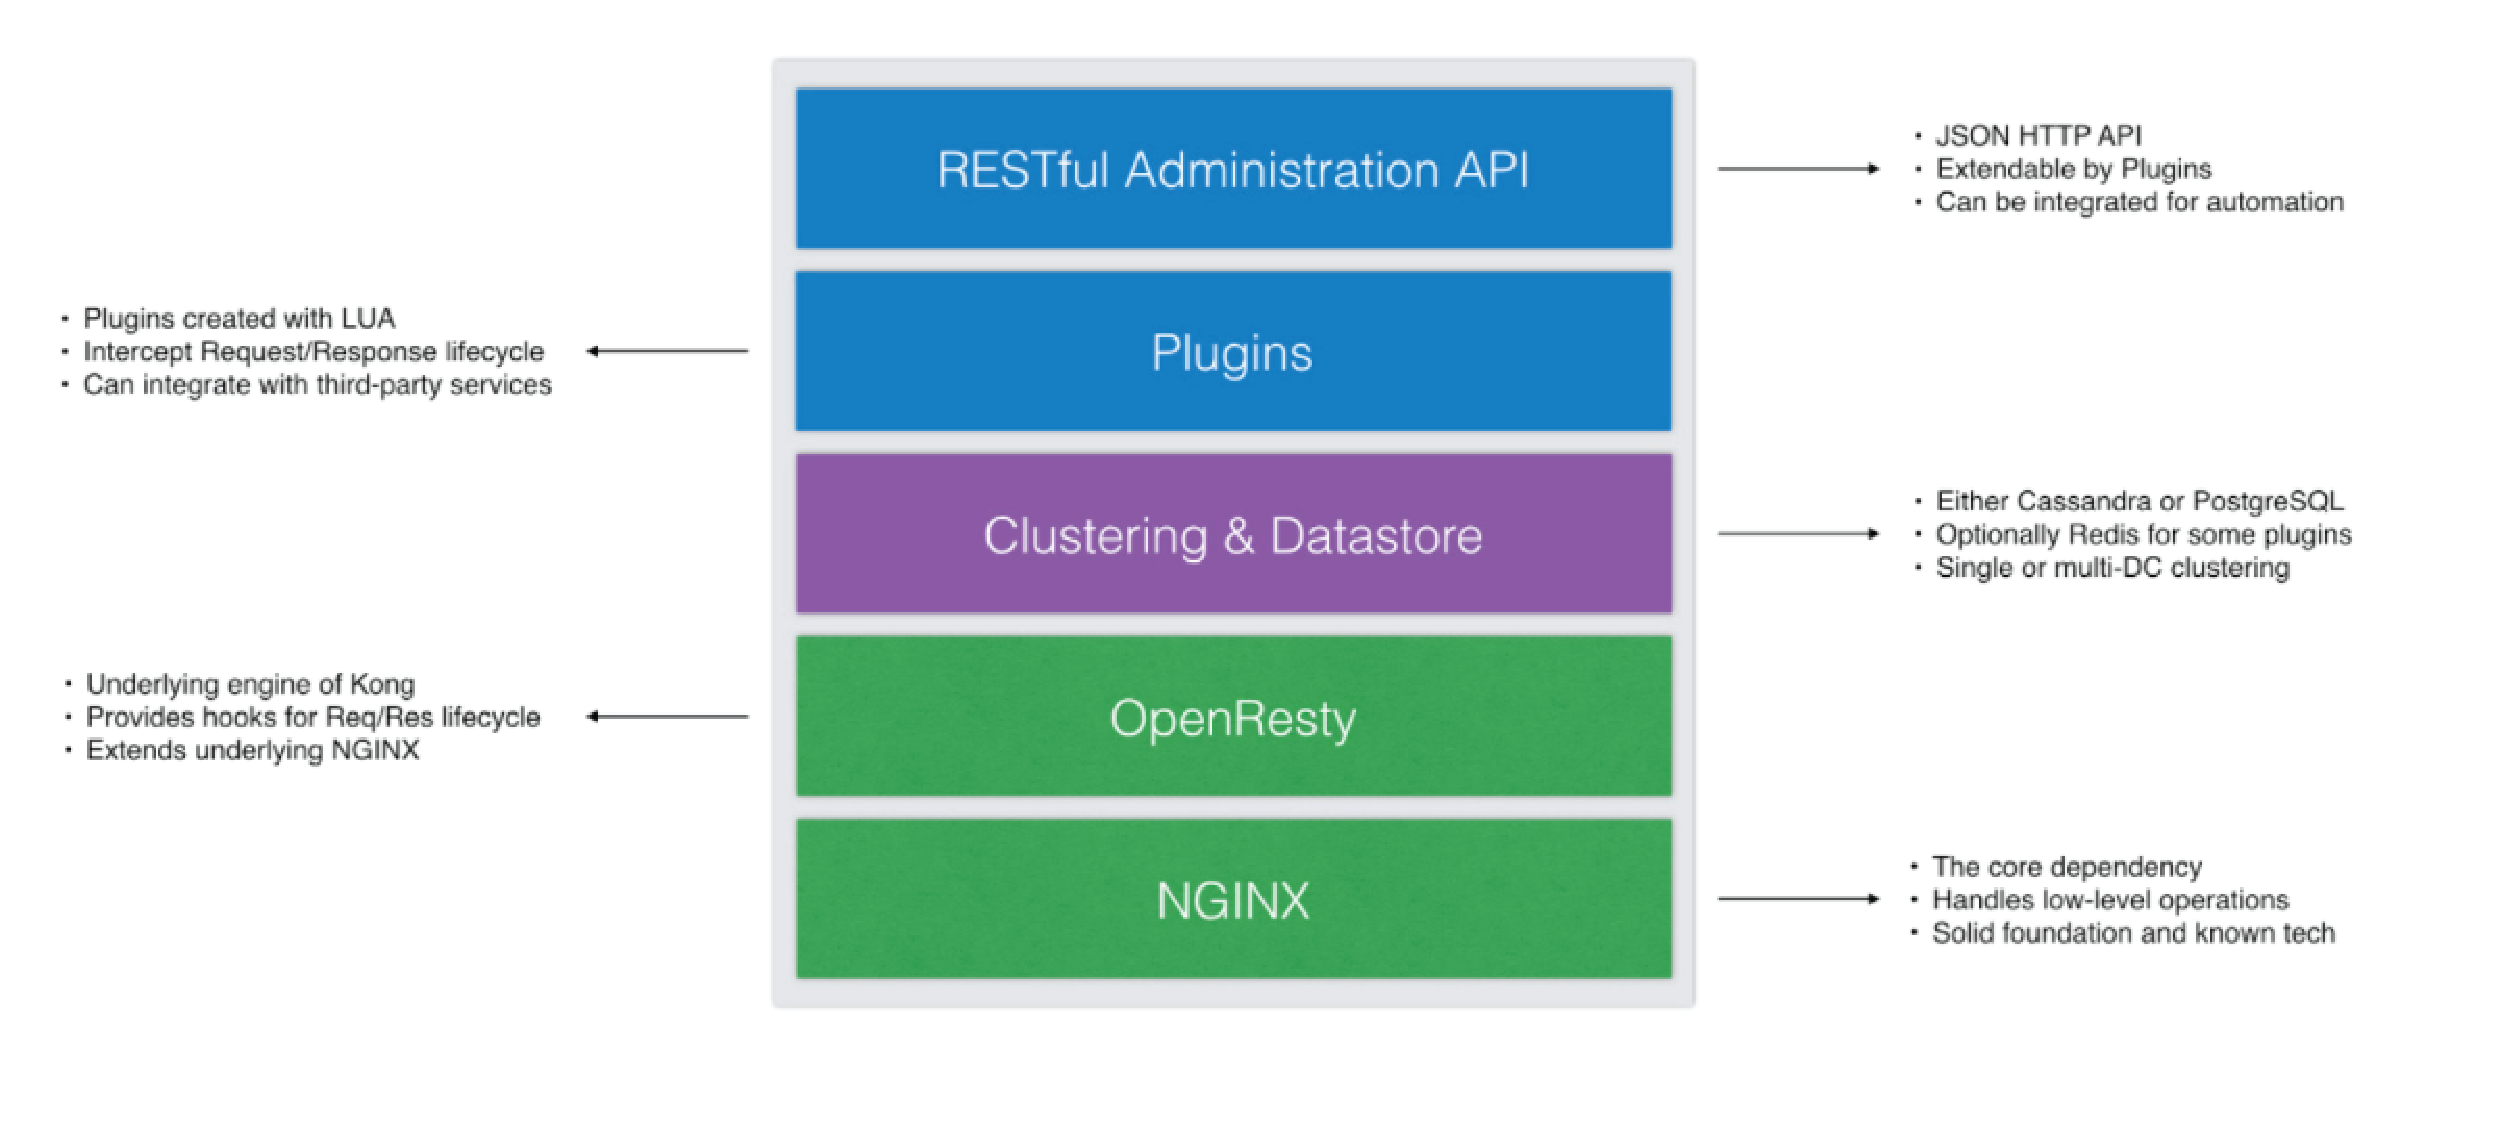 RESTful Administration API
• JSON HTTP API
• Extendable by Plugins
• Can be integrated for automation
• Plugins created with LUA
• Intercept Request/Response lifecycle
• Can integrate with third-party services
Plugins
Clustering & Datastore
• Either Cassandra or PostgreSQL
• Optionally Redis for some plugins
• Single or multi-DC clustering
• Underlying engine of Kong
• Provides hooks for Req/Res lifecycle
• Extends underlying NGINX
OpenResty
NGINX
• The core dependency
• Handles low-level operations
• Solid foundation and known tech